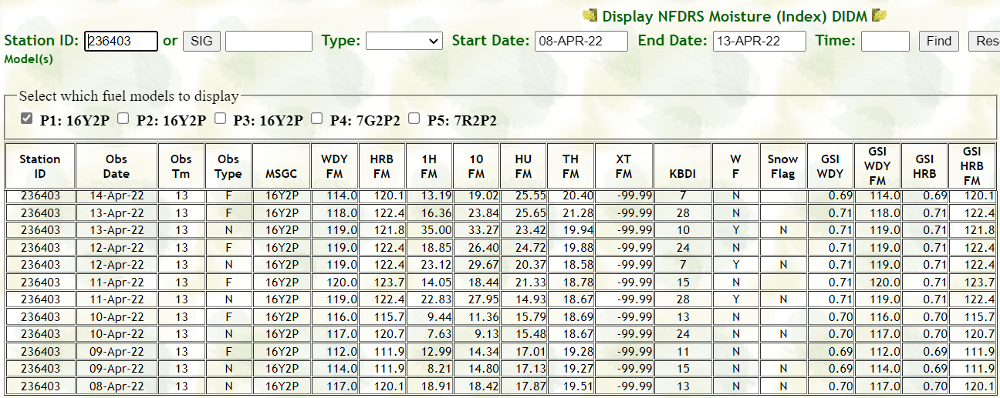 Display NFDRS Moisture (Index) DIDM
Station ID: 236403 or SIG Type: Start Date: 08-APR-22 End Date: 13-APR-22 Time: Find Rese
Model(s)
Select which fuel models to display
P1: 16Y2P P2: 16Y2P P3: 16Y2P P4: 7G2P2 P5: 7R2P2
Station ID Obs Date Obs Tm Obs Type MSGC WDY FM HRB FM 1H FM 10 FM HU FM TH FM XT FM KBDI W F Snow Flag GSI WDY GSI WDY FM GSI HRB GSI HRB FM
236403 14-Apr-22 13 F 16Y2P 114.0 120.1 13.19 19.02 25.55 20.40 -99.99 7 N 0.69 114.0 0.69 120.1
236403 13-Apr-22 13 F 16Y2P 118.0 122.4 16.36 23.84 25.65 21.28 -99.99 28 N 0.71 118.0 0.71 122.4
236403 13-Apr-22 13 N 16Y2P 119.0 121.8 35.00 33.27 23.42 19.94 -99.99 10 Y N 0.71 119.0 0.71 121.8
236403 12-Apr-22 13 F 16Y2P 119.0 122.4 18.85 26.40 24.72 19.88 -99.99 24 N 0.71 119.0 0.71 122.4
236403 12-Apr-22 13 N 16Y2P 119.0 122.4 23.12 29.67 20.37 18.58 -99.99 7 Y N 0.71 119.0 0.71 122.4
236403 11-Apr-22 13 F 16Y2P 120.0 123.7 14.05 18.44 21.33 18.78 -99.99 15 N 0.71 120.0 0.71 123.7
236403 11-Apr-22 13 N 16Y2P 119.0 122.4 22.83 27.95 14.93 18.67 -99.99 28 Y N 0.71 119.0 0.71 122.4
236403 10-Apr-22 13 F 16Y2P 116.0 115.7 9.44 11.36 15.79 18.69 -99.99 13 N 0.70 116.0 0.70 115.7
236403 10-Apr-22 13 N 16Y2P 117.0 120.7 7.63 9.13 15.48 18.67 -99.99 24 N N 0.70 117.0 0.70 120.7
236403 09-Apr-22 13 F 16Y2P 112.0 111.9 12.99 14.34 17.01 19.28 -99.99 11 N 0.69 112.0 0.69 111.9
236403 09-Apr-22 13 N 16Y2P 114.0 111.9 8.21 14.80 17.13 19.27 -99.99 15 N N 0.69 114.0 0.69 111.9
236403 08-Apr-22 13 N 16Y2P 117.0 120.1 18.91 18.42 17.87 19.51 -99.99 13 N N 0.70 117.0 0.70 120.1